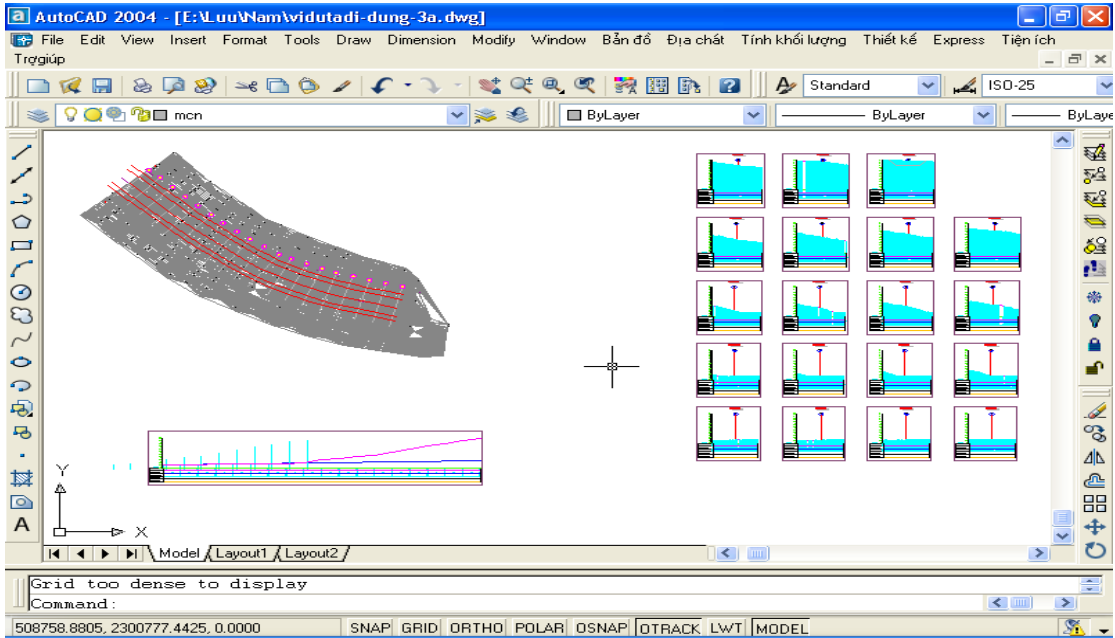 AutoCAD 2004 - [E:\Luu\Nam\vidutadi-dung-3a.dwg]
File Edit View Insert Format Tools Draw Dimension Modify Window Bản đồ Địa chất Tính khối lượng Thiết kế Express Tiện ích
Trợ giúp
Standard ISO-25
mcn ByLayer ByLayer ByLaye
Y
X
Model Layout1 Layout2
Grid too dense to display
Command:
508758.8805, 2300777.4425, 0.0000 SNAP GRID ORTHO POLAR OSNAP OTRACK LWT MODEL